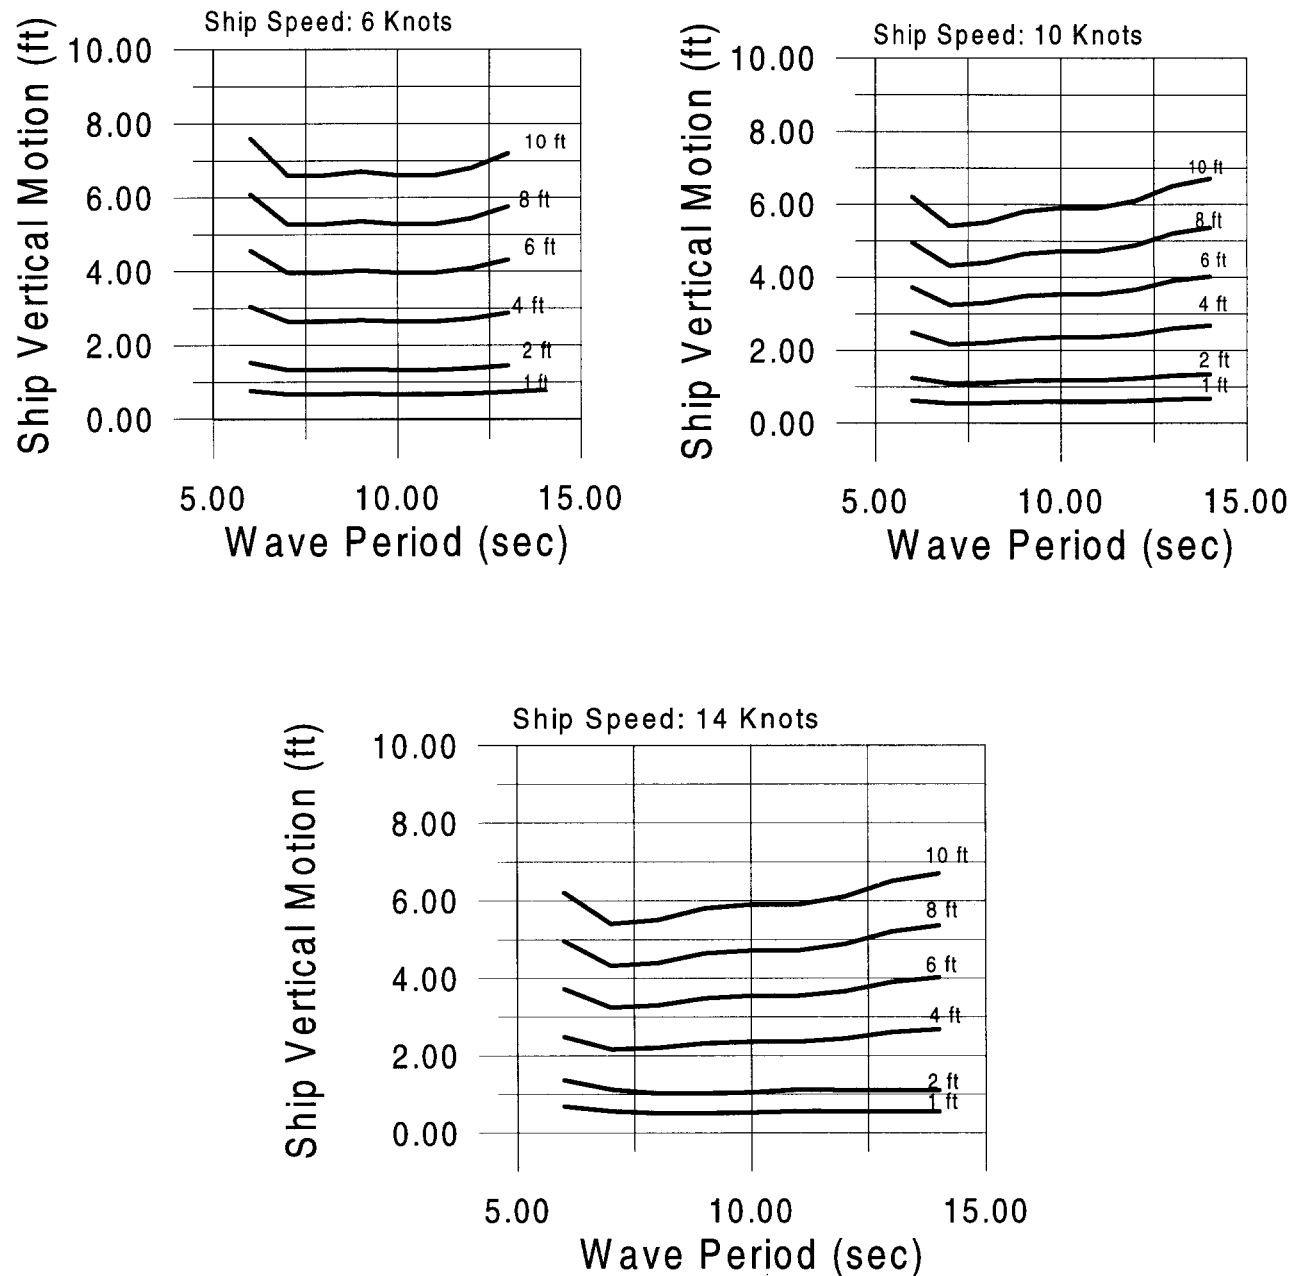 Ship Speed: 6 Knots
Ship Vertical Motion (ft)
10.00
8.00
6.00
4.00
2.00
0.00
10 ft
8 ft
6 ft
4 ft
2 ft
1 ft
5.00 10.00 15.00
Wave Period (sec)
Ship Speed: 10 Knots
Ship Vertical Motion (ft)
10.00
8.00
6.00
4.00
2.00
0.00
10 ft
8 ft
6 ft
4 ft
2 ft
1 ft
5.00 10.00 15.00
Wave Period (sec)
Ship Speed: 14 Knots
Ship Vertical Motion (ft)
10.00
8.00
6.00
4.00
2.00
0.00
10 ft
8 ft
6 ft
4 ft
2 ft
1 ft
5.00 10.00 15.00
Wave Period (sec)